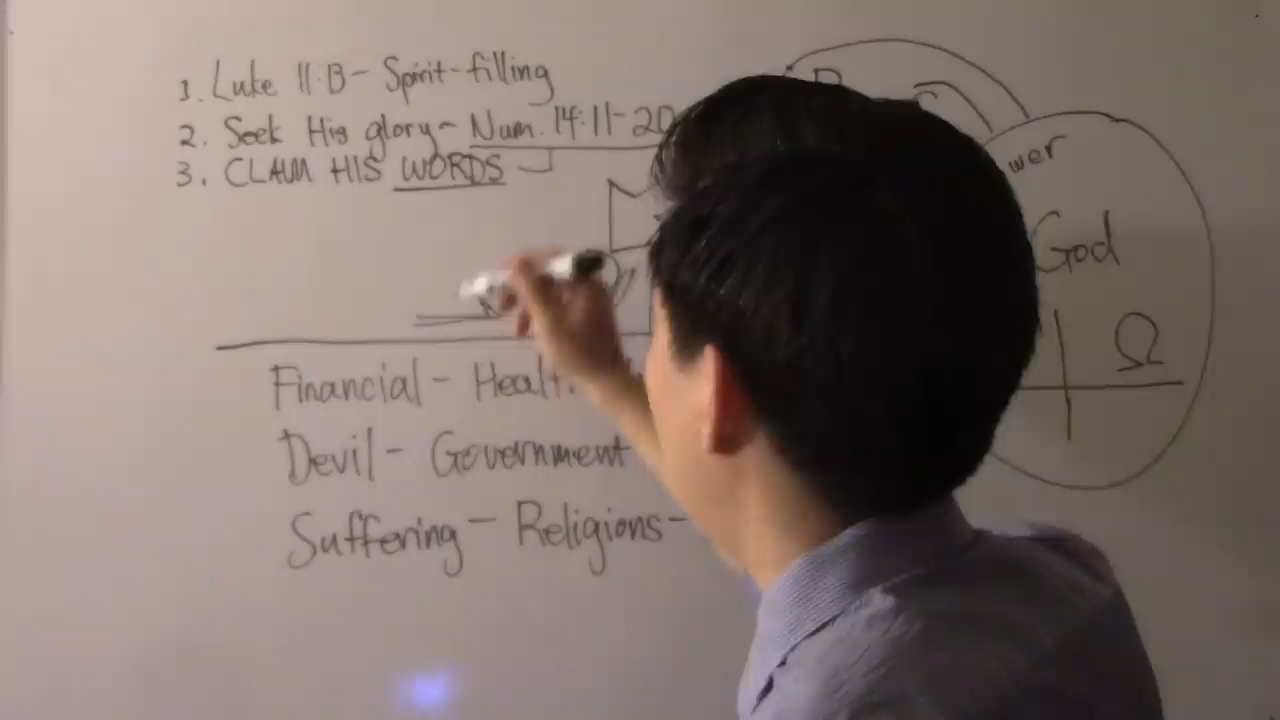 1. Luke 11:13- Spirit-filling
2. Seek His glory- Num. 14:11-20
3. CLAIM HIS WORDS
wer
God
Ω
Financial - Healt
Devil - Government
Suffering - Religions-